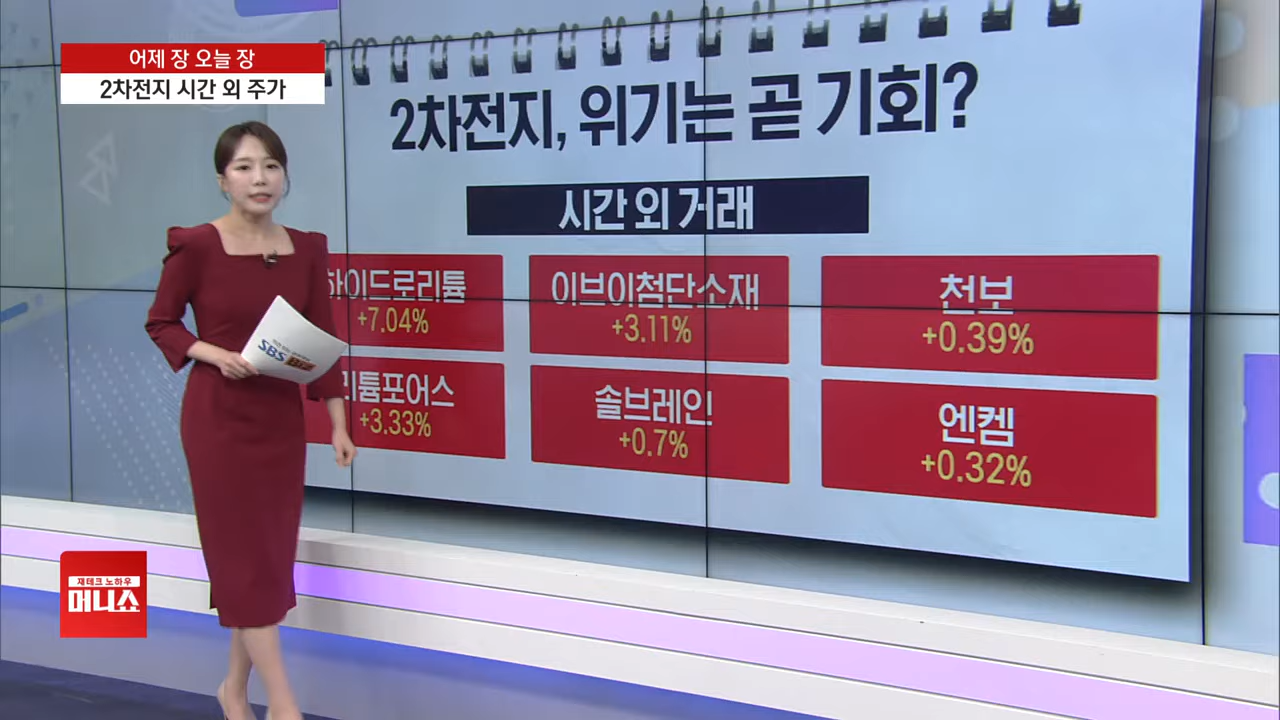 어제 장 오늘 장
2차전지 시간 외 주가
2차전지, 위기는 곧 기회?
시간 외 거래
하이드로리튬
+7.04%
이브이첨단소재
+3.11%
천보
+0.39%
리튬포어스
+3.33%
솔브레인
+0.7%
엔켐
+0.32%
SBS Biz
재테크 노하우
머니쇼